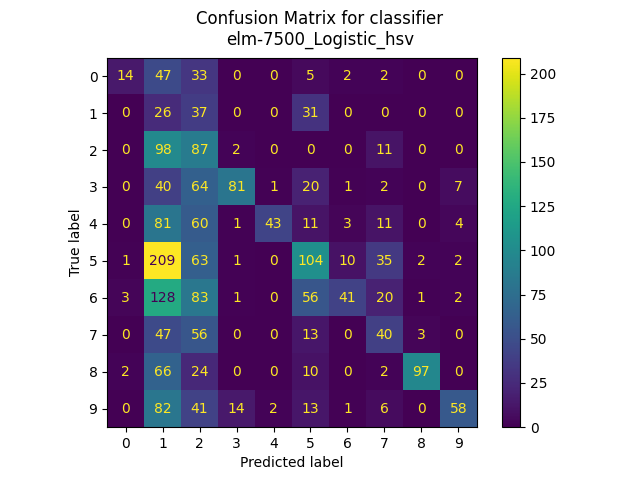 Confusion Matrix for classifier
elm-7500_Logistic_hsv
0 14 47 33 0 0 5 2 2 0 0
1 0 26 37 0 0 31 0 0 0 0
2 0 98 87 2 0 0 0 11 0 0
3 0 40 64 81 1 20 1 2 0 7
4 0 81 60 1 43 11 3 11 0 4
5 1 209 63 1 0 104 10 35 2 2
6 3 128 83 1 0 56 41 20 1 2
7 0 47 56 0 0 13 0 40 3 0
8 2 66 24 0 0 10 0 2 97 0
9 0 82 41 14 2 13 1 6 0 58
0 1 2 3 4 5 6 7 8 9
Predicted label
True label
200
175
150
125
100
75
50
25
0